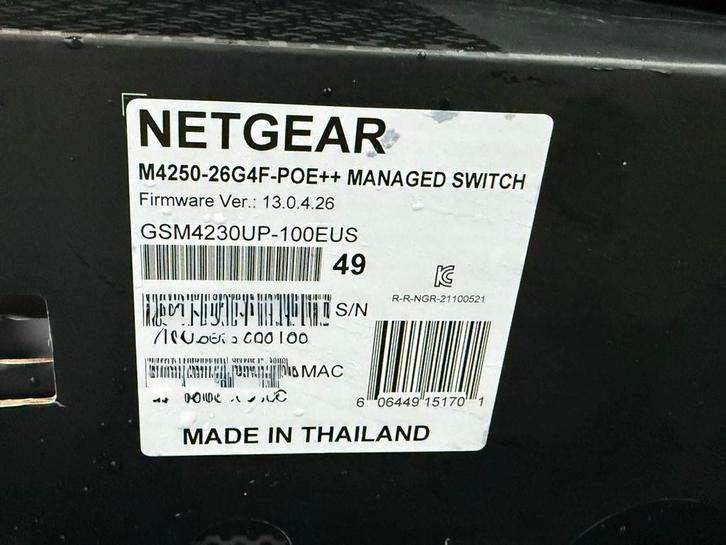 NETGEAR
M4250-26G4F-POE++ MANAGED SWITCH
Firmware Ver.: 13.0.4.26
GSM4230UP-100EUS
49
R-R-NGR-21100521
S/N
MAC
6 06449 15170 1
MADE IN THAILAND